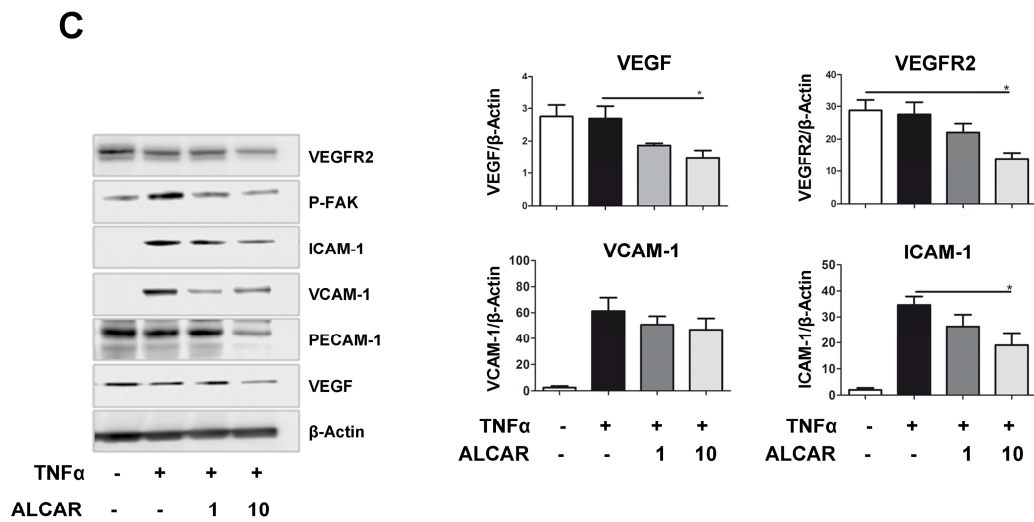 C
VEGFR2
P-FAK
ICAM-1
VCAM-1
PECAM-1
VEGF
β-Actin
TNFα - + + +
ALCAR - - 1 10
VEGF
VEGF/β-Actin
4
3
2
1
0
*
VEGFR2
VEGFR2/β-Actin
40
30
20
10
0
*
VCAM-1
VCAM-1/β-Actin
100
80
60
40
20
0
ICAM-1
ICAM-1/β-Actin
50
40
30
20
10
0
*
TNFα - + + + - + + +
ALCAR - - 1 10 - - 1 10